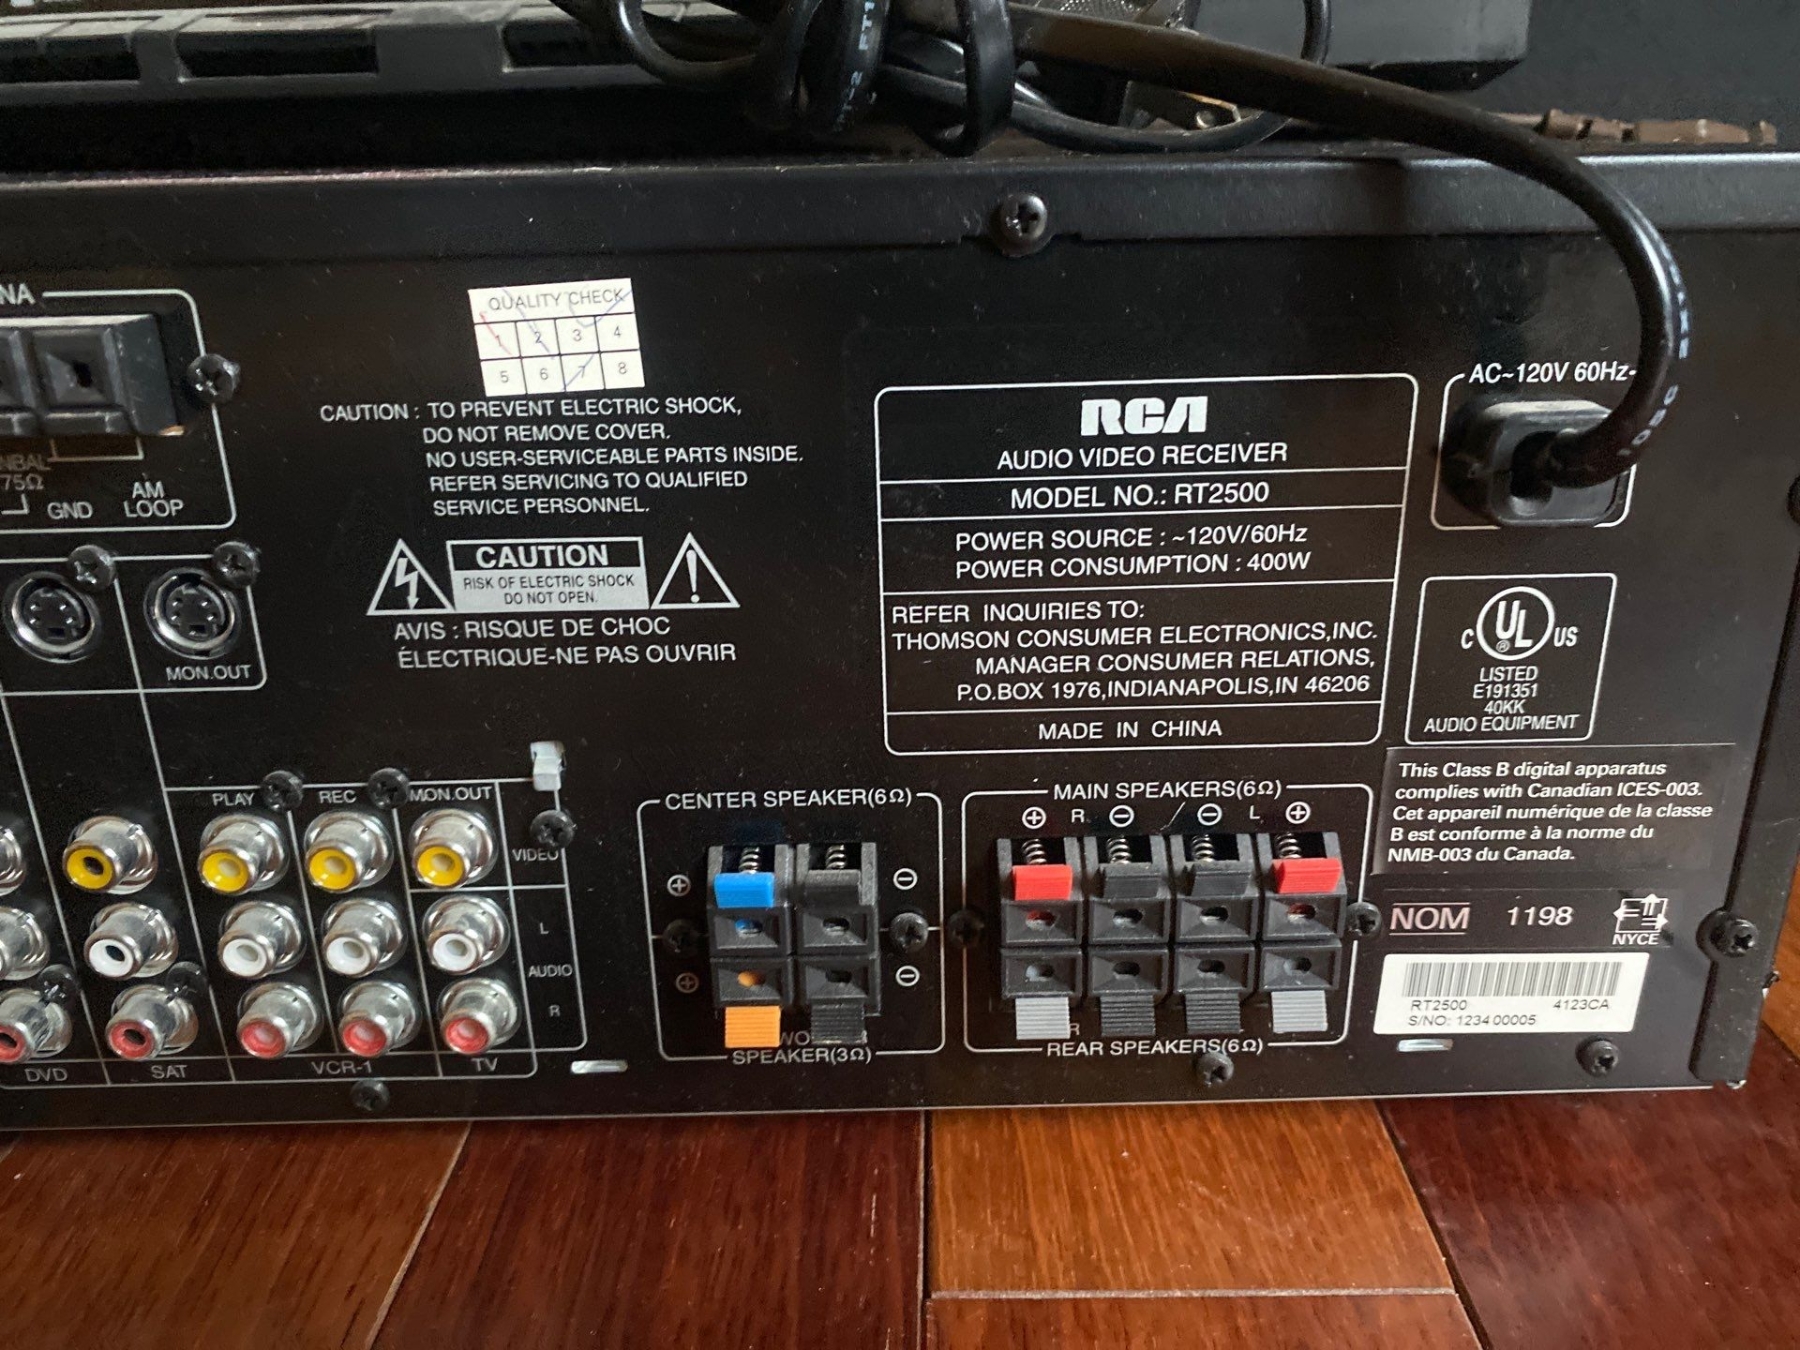 QUALITY CHECK
1 2 3 4
5 6 7 8
CAUTION : TO PREVENT ELECTRIC SHOCK,
DO NOT REMOVE COVER.
NO USER-SERVICEABLE PARTS INSIDE.
REFER SERVICING TO QUALIFIED
SERVICE PERSONNEL.
CAUTION
RISK OF ELECTRIC SHOCK
DO NOT OPEN.
AVIS : RISQUE DE CHOC
ÉLECTRIQUE-NE PAS OUVRIR
75Ω
GND
AM
LOOP
MON.OUT
PLAY
REC
MON.OUT
VIDEO
L
AUDIO
R
DVD
SAT
VCR-1
TV
RCA
AUDIO VIDEO RECEIVER
MODEL NO.: RT2500
POWER SOURCE : ~120V/60Hz
POWER CONSUMPTION : 400W
REFER INQUIRIES TO:
THOMSON CONSUMER ELECTRONICS,INC.
MANAGER CONSUMER RELATIONS,
P.O.BOX 1976,INDIANAPOLIS,IN 46206
MADE IN CHINA
AC~120V 60Hz
C UL ® US
LISTED
E191351
40KK
AUDIO EQUIPMENT
This Class B digital apparatus
complies with Canadian ICES-003.
Cet appareil numérique de la classe
B est conforme à la norme du
NMB-003 du Canada.
NOM 1198
NYCE
RT2500 4123CA
S/NO: 123400005
CENTER SPEAKER(6Ω)
⊕ ⊖
⊕ ⊖
SPEAKER(3Ω)
MAIN SPEAKERS(6Ω)
⊕ R ⊖ / ⊖ L ⊕
R
REAR SPEAKERS(6Ω)